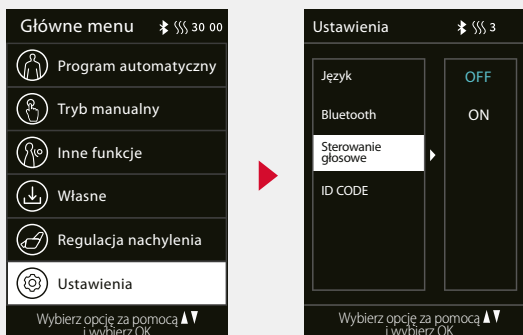 Główne menu 30 00
Program automatyczny
Tryb manualny
Inne funkcje
Własne
Regulacja nachylenia
Ustawienia
Wybierz opcję za pomocą
i wybierz OK
Ustawienia 3
Język
Bluetooth
Sterowanie
głosowe
ID CODE
OFF
ON
Wybierz opcję za pomocą
i wybierz OK